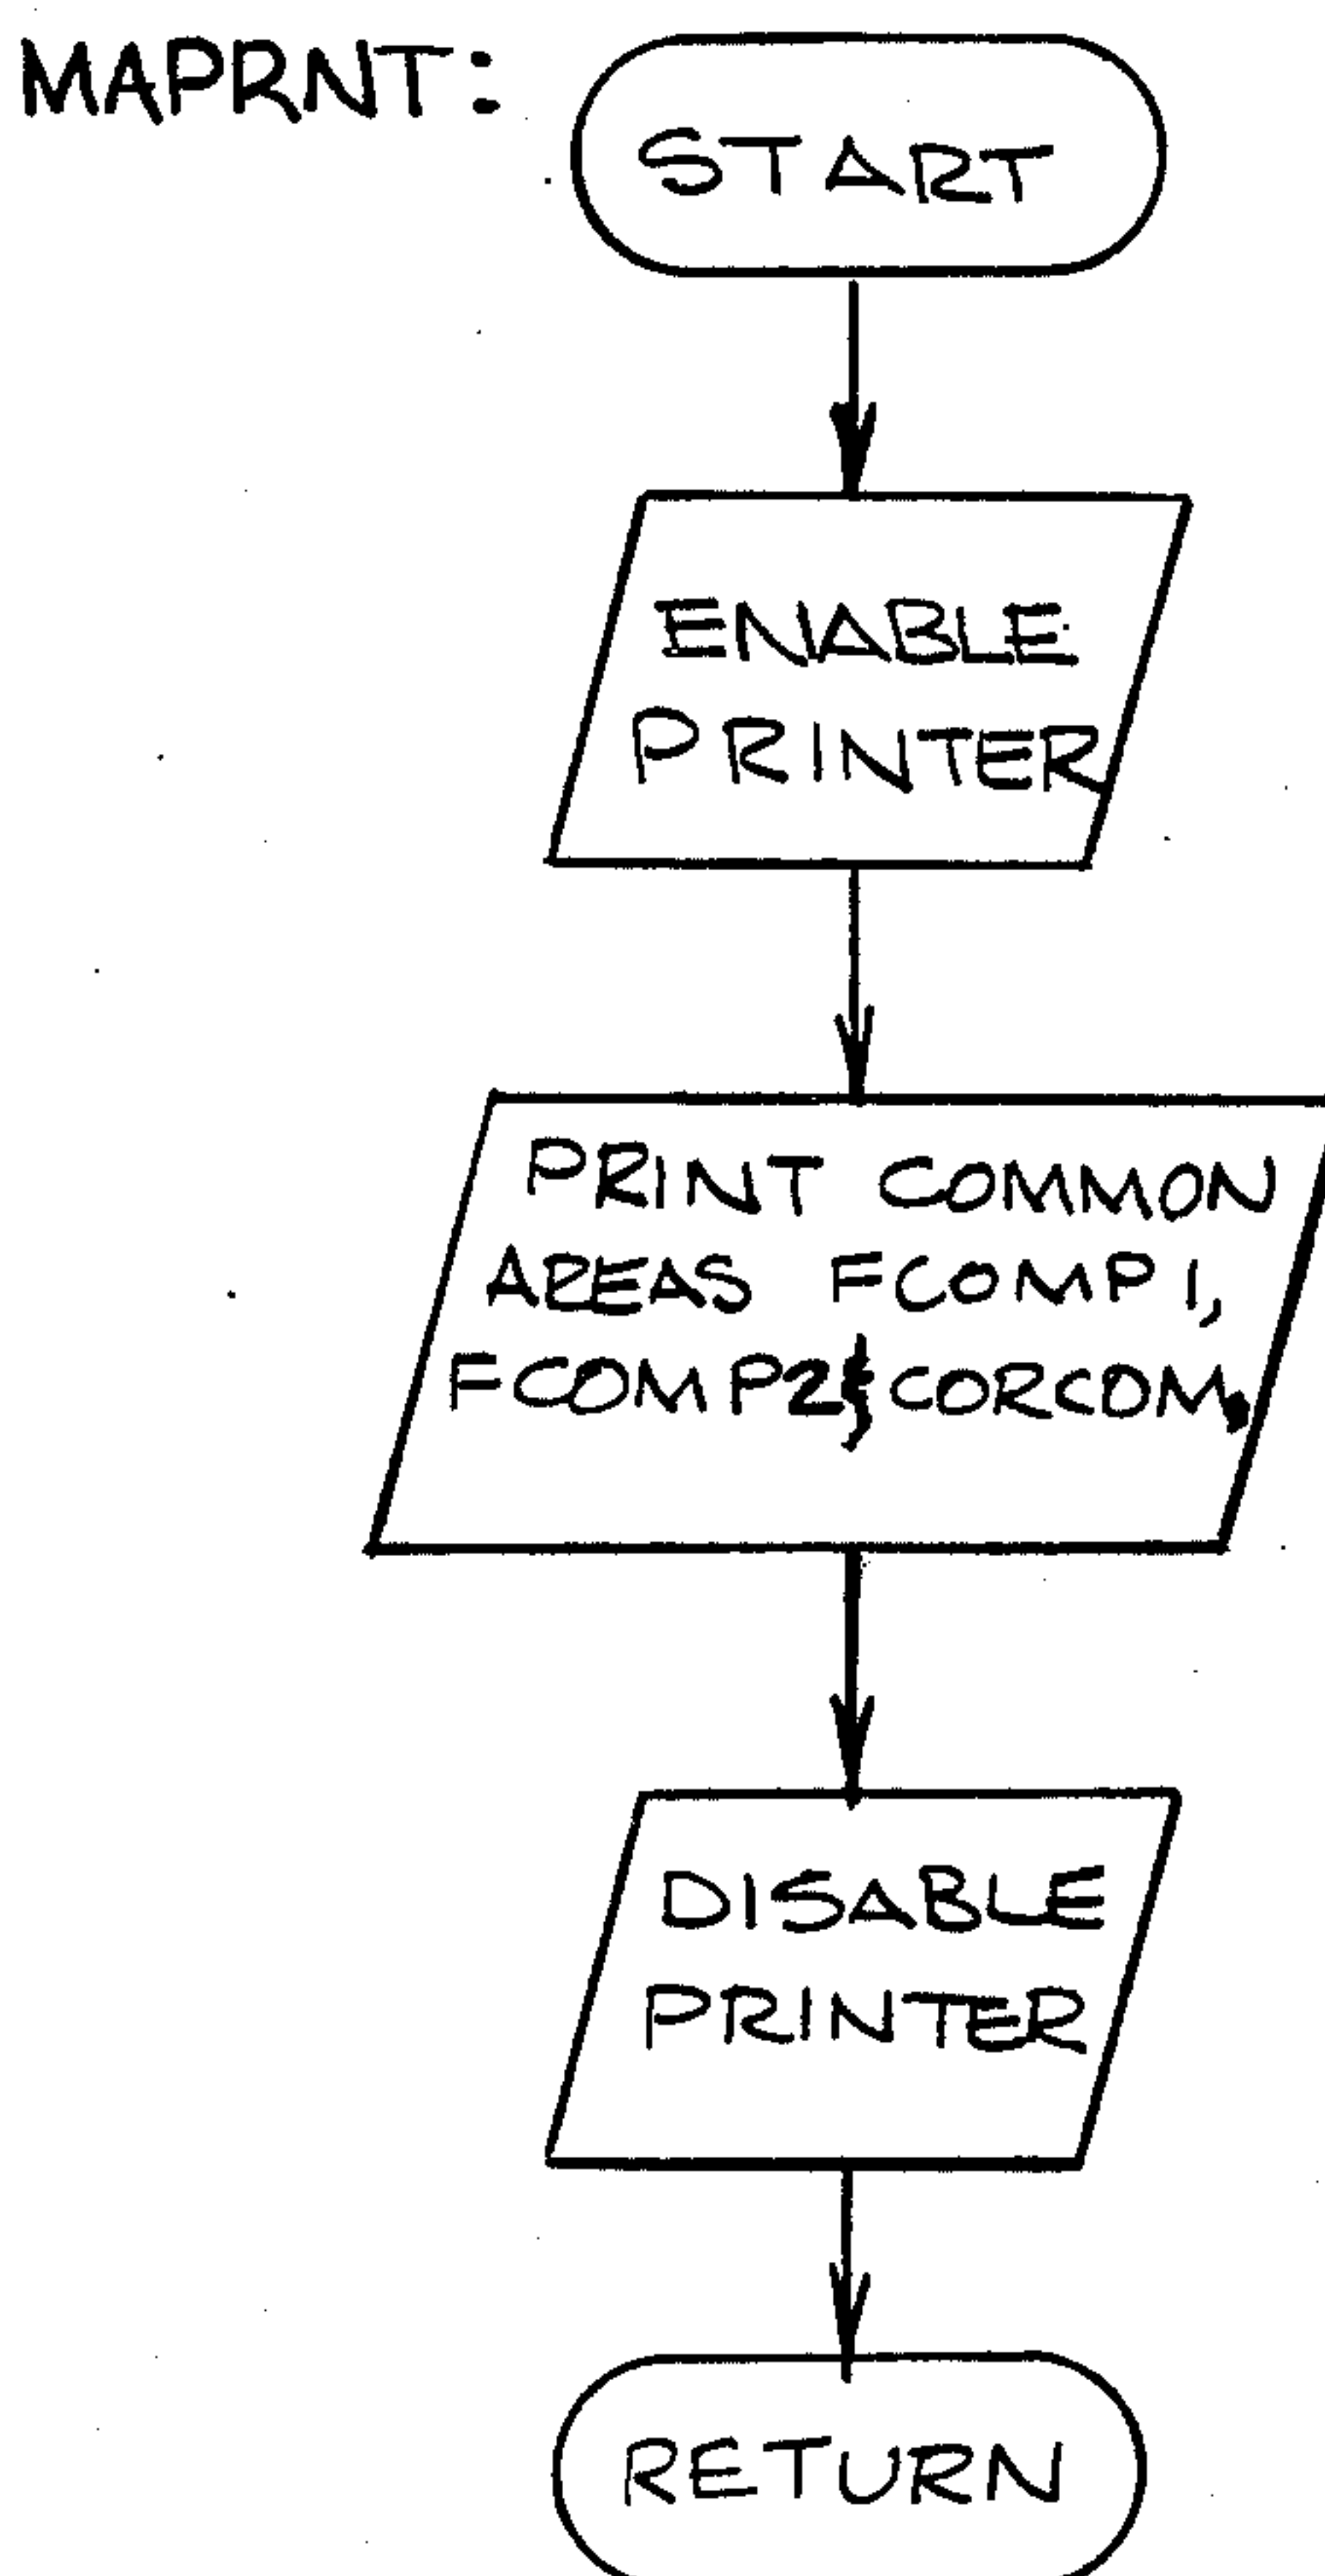 MAPRNT:
START
ENABLE
PRINTER
PRINT COMMON
AREAS FCOMP1,
FCOMP2 & CORCOM,
DISABLE
PRINTER
RETURN